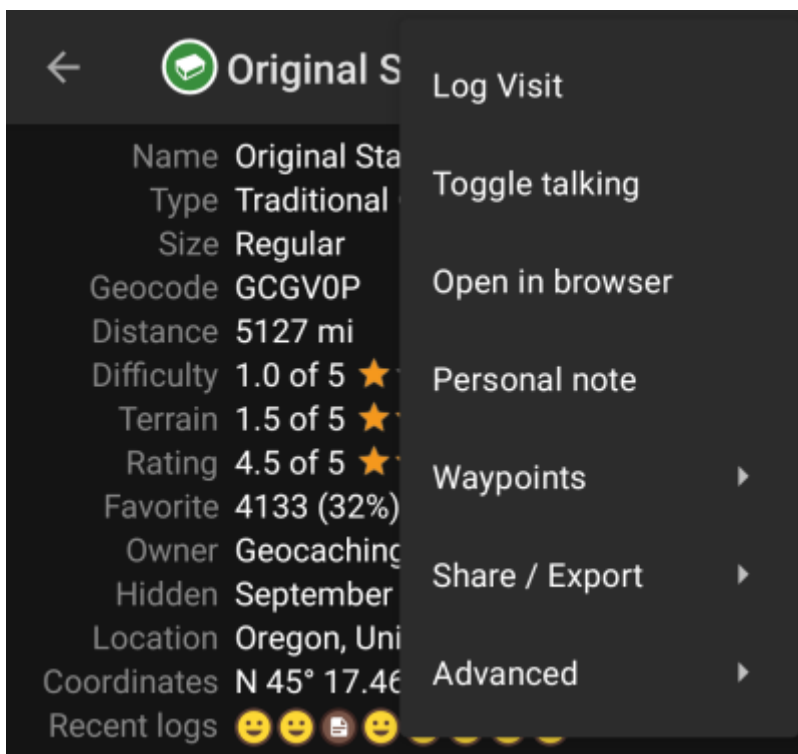 Original S
Name Original Sta
Type Traditional
Size Regular
Geocode GCGV0P
Distance 5127 mi
Difficulty 1.0 of 5
Terrain 1.5 of 5
Rating 4.5 of 5
Favorite 4133 (32%)
Owner Geocaching
Hidden September
Location Oregon, Uni
Coordinates N 45° 17.46
Recent logs
Log Visit
Toggle talking
Open in browser
Personal note
Waypoints
Share / Export
Advanced